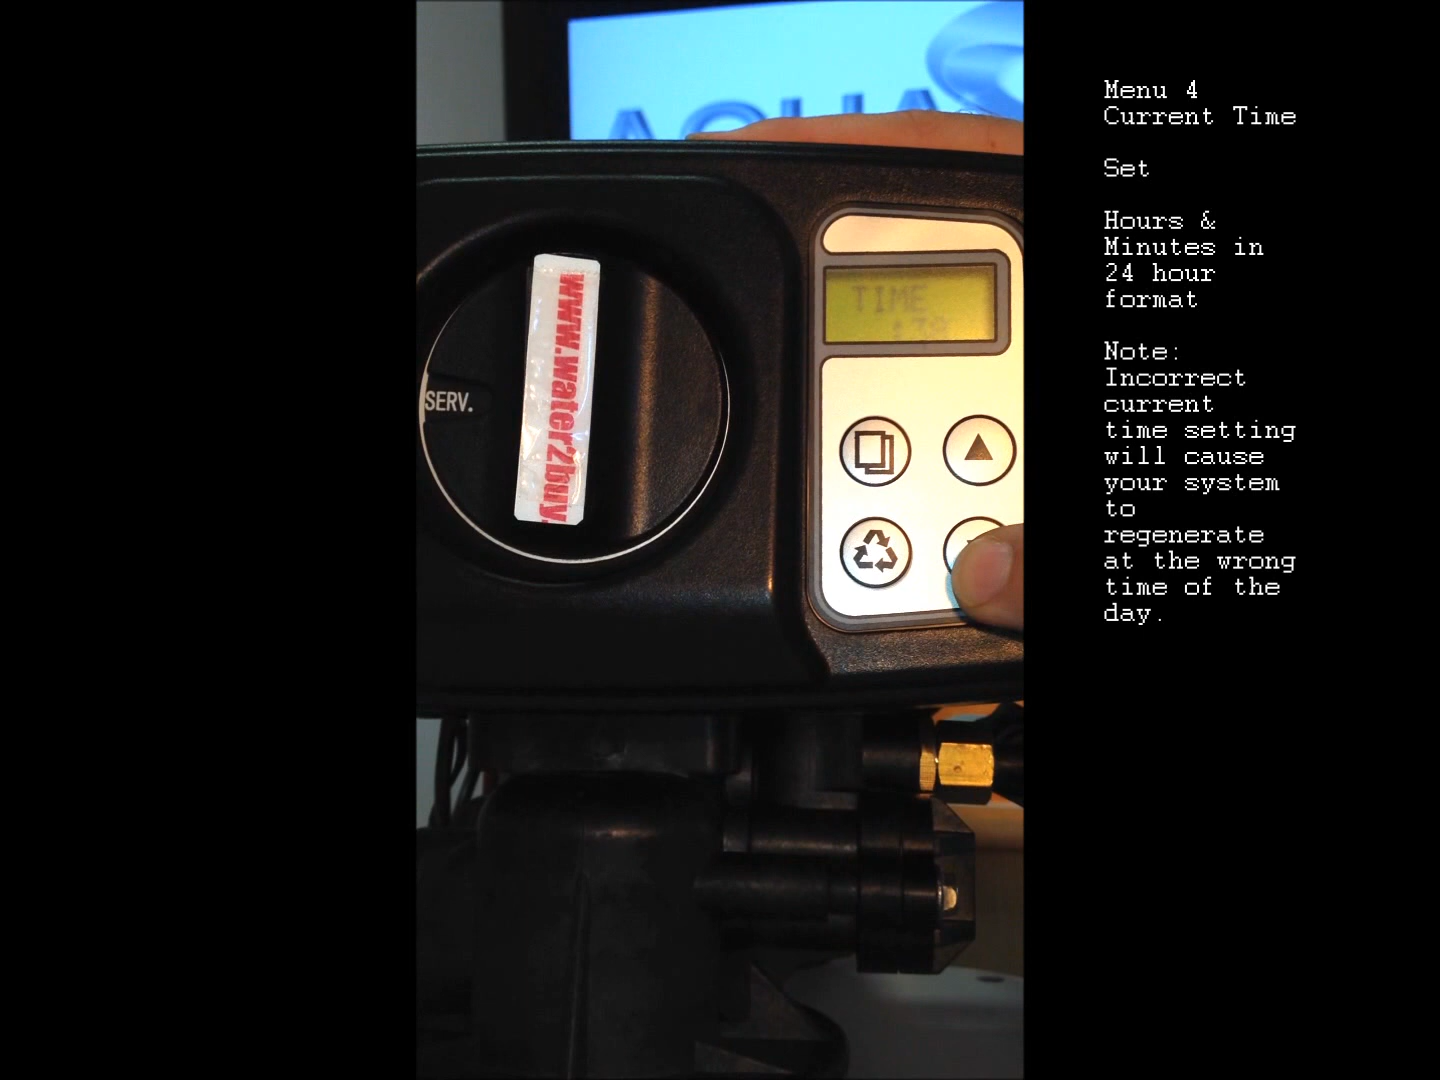 AQUA
Menu 4
Current Time
Set
Hours &
Minutes in
24 hour
format
Note:
Incorrect
current
time setting
will cause
your system
to
regenerate
at the wrong
time of the
day.
TIME
SERV.
www.water2buy.